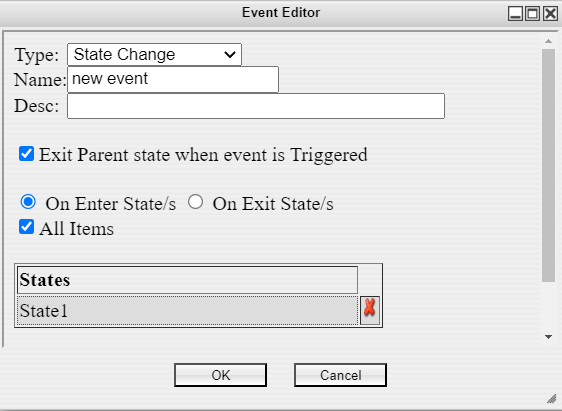 Event Editor
Type: State Change
Name: new event
Desc:
Exit Parent state when event is Triggered
On Enter State/s On Exit State/s
All Items
States
State1
OK Cancel